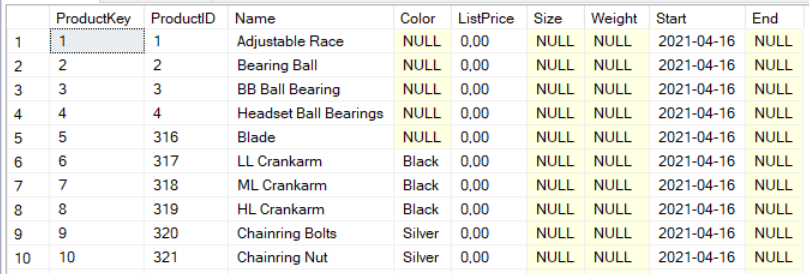 ProductKey ProductID Name Color ListPrice Size Weight Start End
1 1 1 Adjustable Race NULL 0,00 NULL NULL 2021-04-16 NULL
2 2 2 Bearing Ball NULL 0,00 NULL NULL 2021-04-16 NULL
3 3 3 BB Ball Bearing NULL 0,00 NULL NULL 2021-04-16 NULL
4 4 4 Headset Ball Bearings NULL 0,00 NULL NULL 2021-04-16 NULL
5 5 316 Blade NULL 0,00 NULL NULL 2021-04-16 NULL
6 6 317 LL Crankarm Black 0,00 NULL NULL 2021-04-16 NULL
7 7 318 ML Crankarm Black 0,00 NULL NULL 2021-04-16 NULL
8 8 319 HL Crankarm Black 0,00 NULL NULL 2021-04-16 NULL
9 9 320 Chainring Bolts Silver 0,00 NULL NULL 2021-04-16 NULL
10 10 321 Chainring Nut Silver 0,00 NULL NULL 2021-04-16 NULL